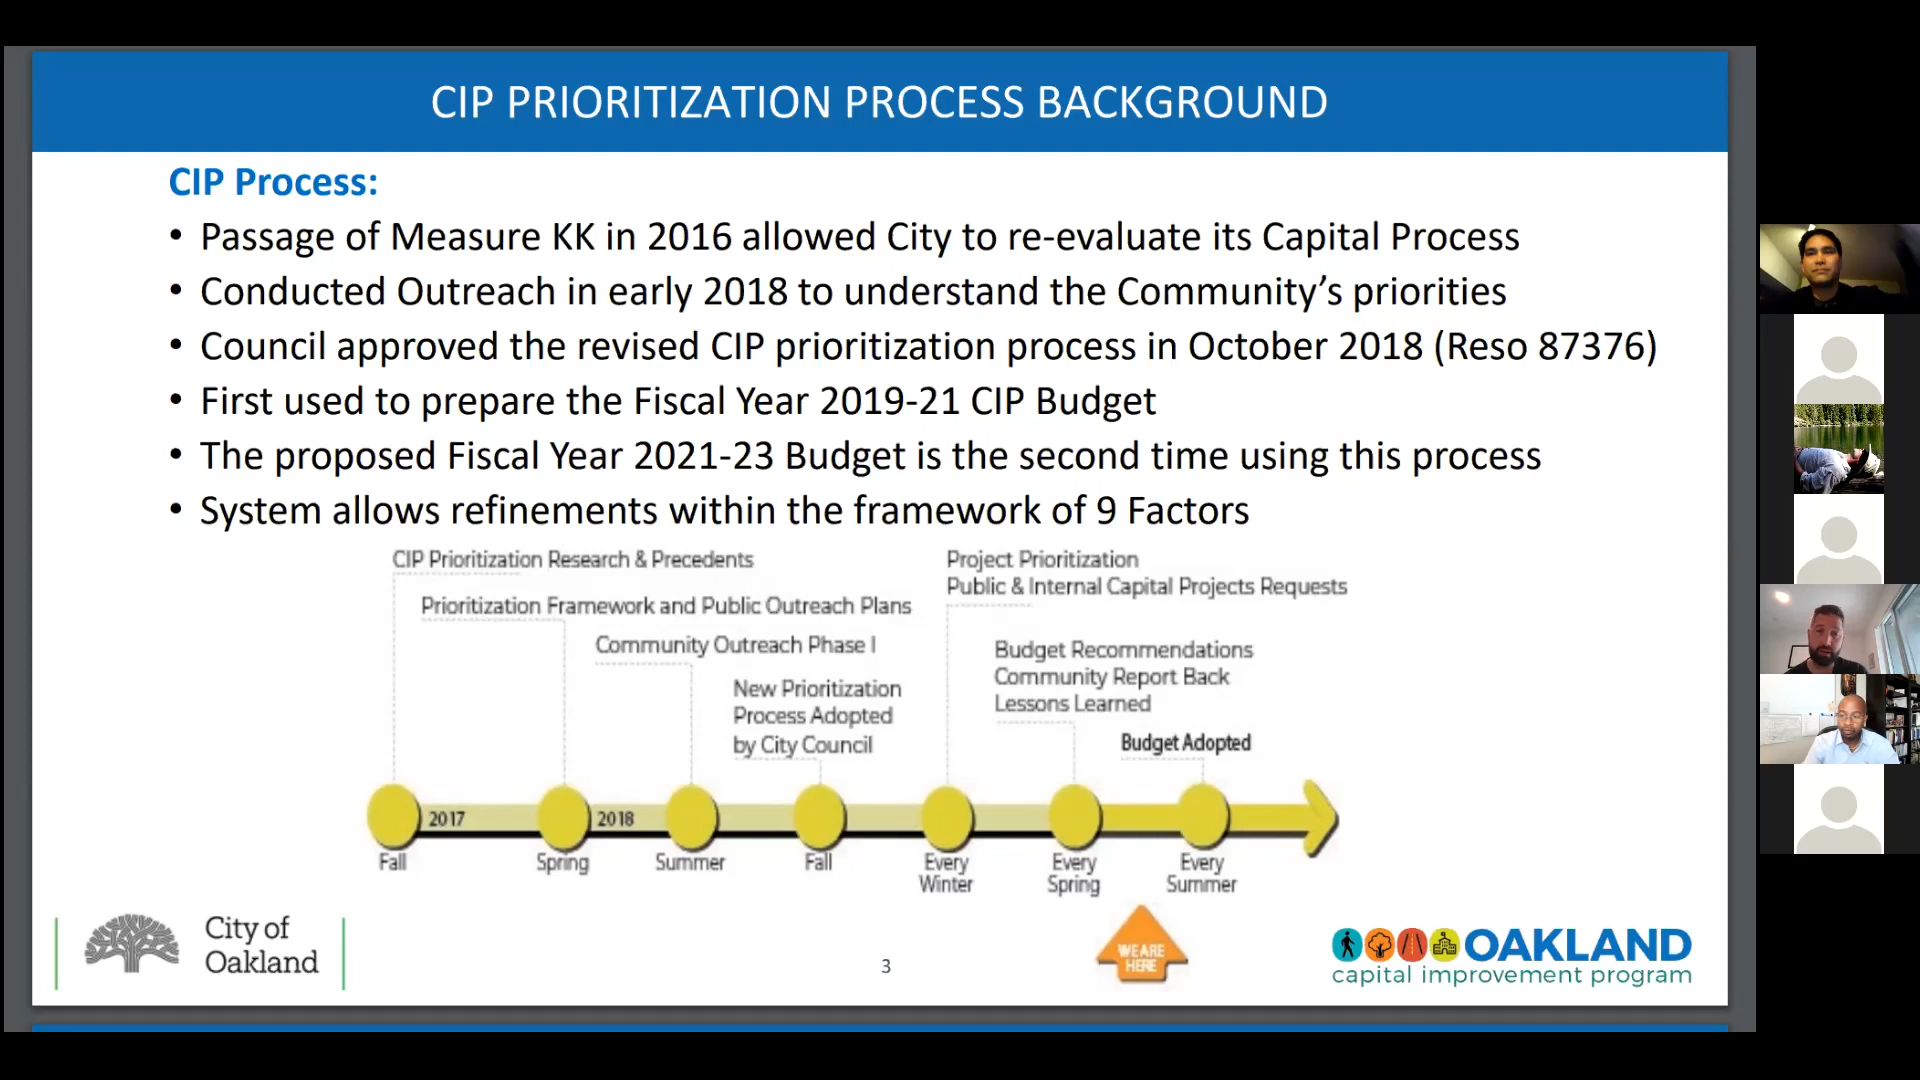 CIP PRIORITIZATION PROCESS BACKGROUND
CIP Process:
• Passage of Measure KK in 2016 allowed City to re-evaluate its Capital Process
• Conducted Outreach in early 2018 to understand the Community’s priorities
• Council approved the revised CIP prioritization process in October 2018 (Reso 87376)
• First used to prepare the Fiscal Year 2019-21 CIP Budget
• The proposed Fiscal Year 2021-23 Budget is the second time using this process
• System allows refinements within the framework of 9 Factors
CIP Prioritization Research & Precedents
Prioritization Framework and Public Outreach Plans
Community Outreach Phase I
New Prioritization
Process Adopted
by City Council
Project Prioritization
Public & Internal Capital Projects Requests
Budget Recommendations
Community Report Back
Lessons Learned
Budget Adopted
2017
2018
Fall
Spring
Summer
Fall
Every
Winter
Every
Spring
Every
Summer
WE ARE
HERE
City of
Oakland
3
OAKLAND
capital improvement program